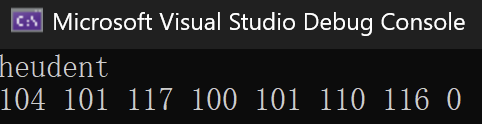 C:\
Microsoft Visual Studio Debug Console
heudent
104 101 117 100 101 110 116 0